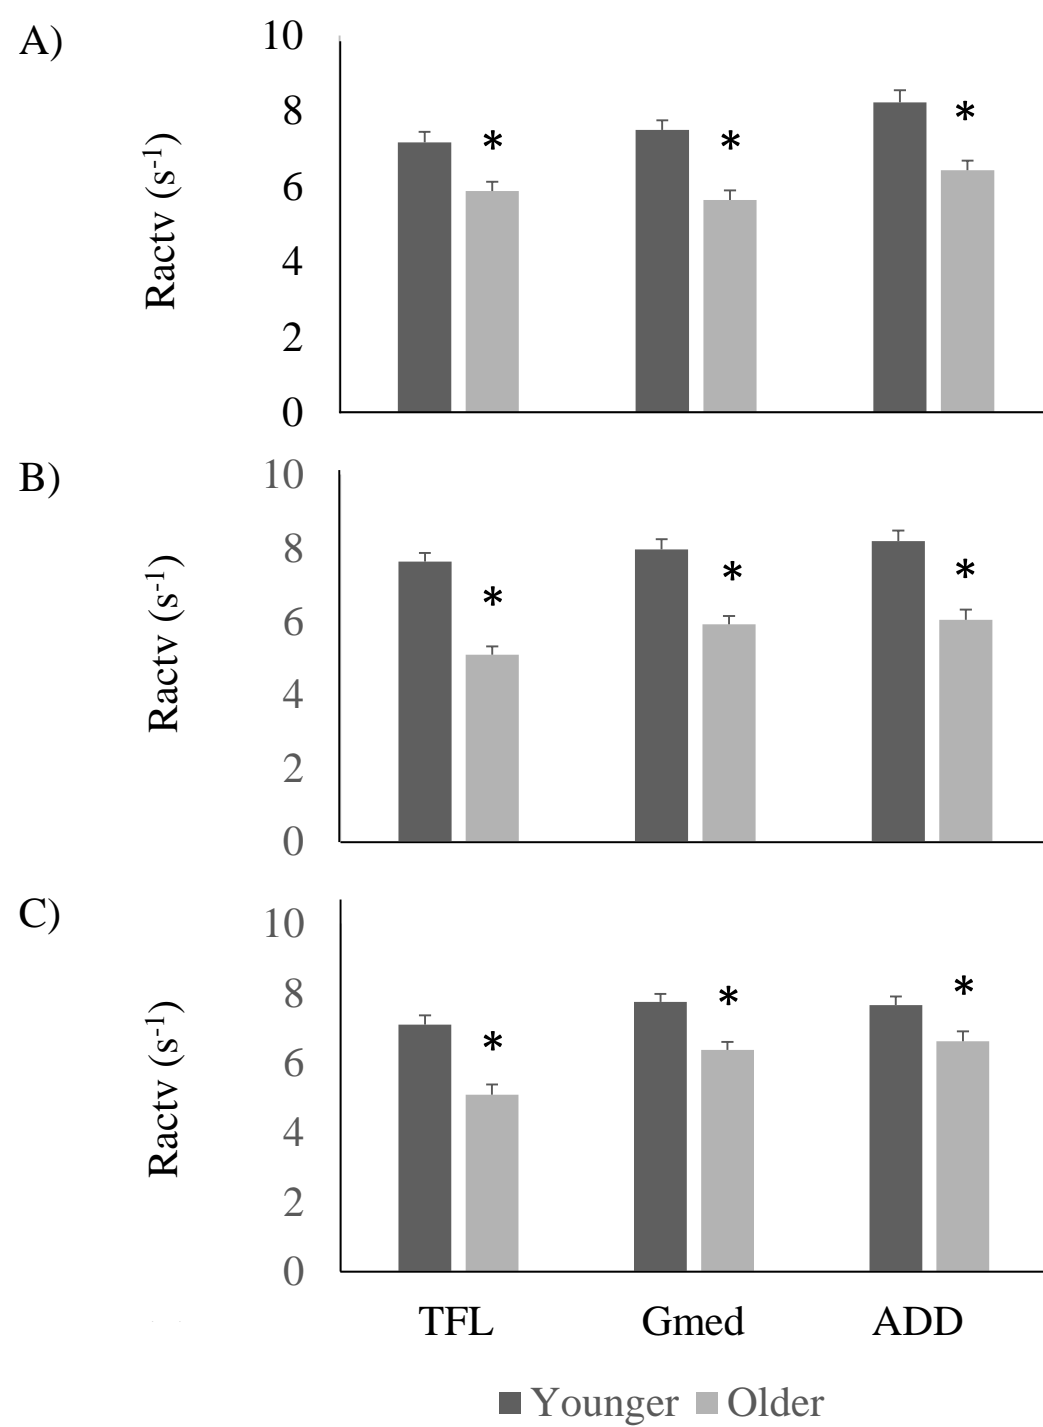 A)
10
8
6
4
2
0
Ractv (s⁻¹)
* * *
B)
10
8
6
4
2
0
Ractv (s⁻¹)
* * *
C)
10
8
6
4
2
0
Ractv (s⁻¹)
* * *
TFL Gmed ADD
Younger Older